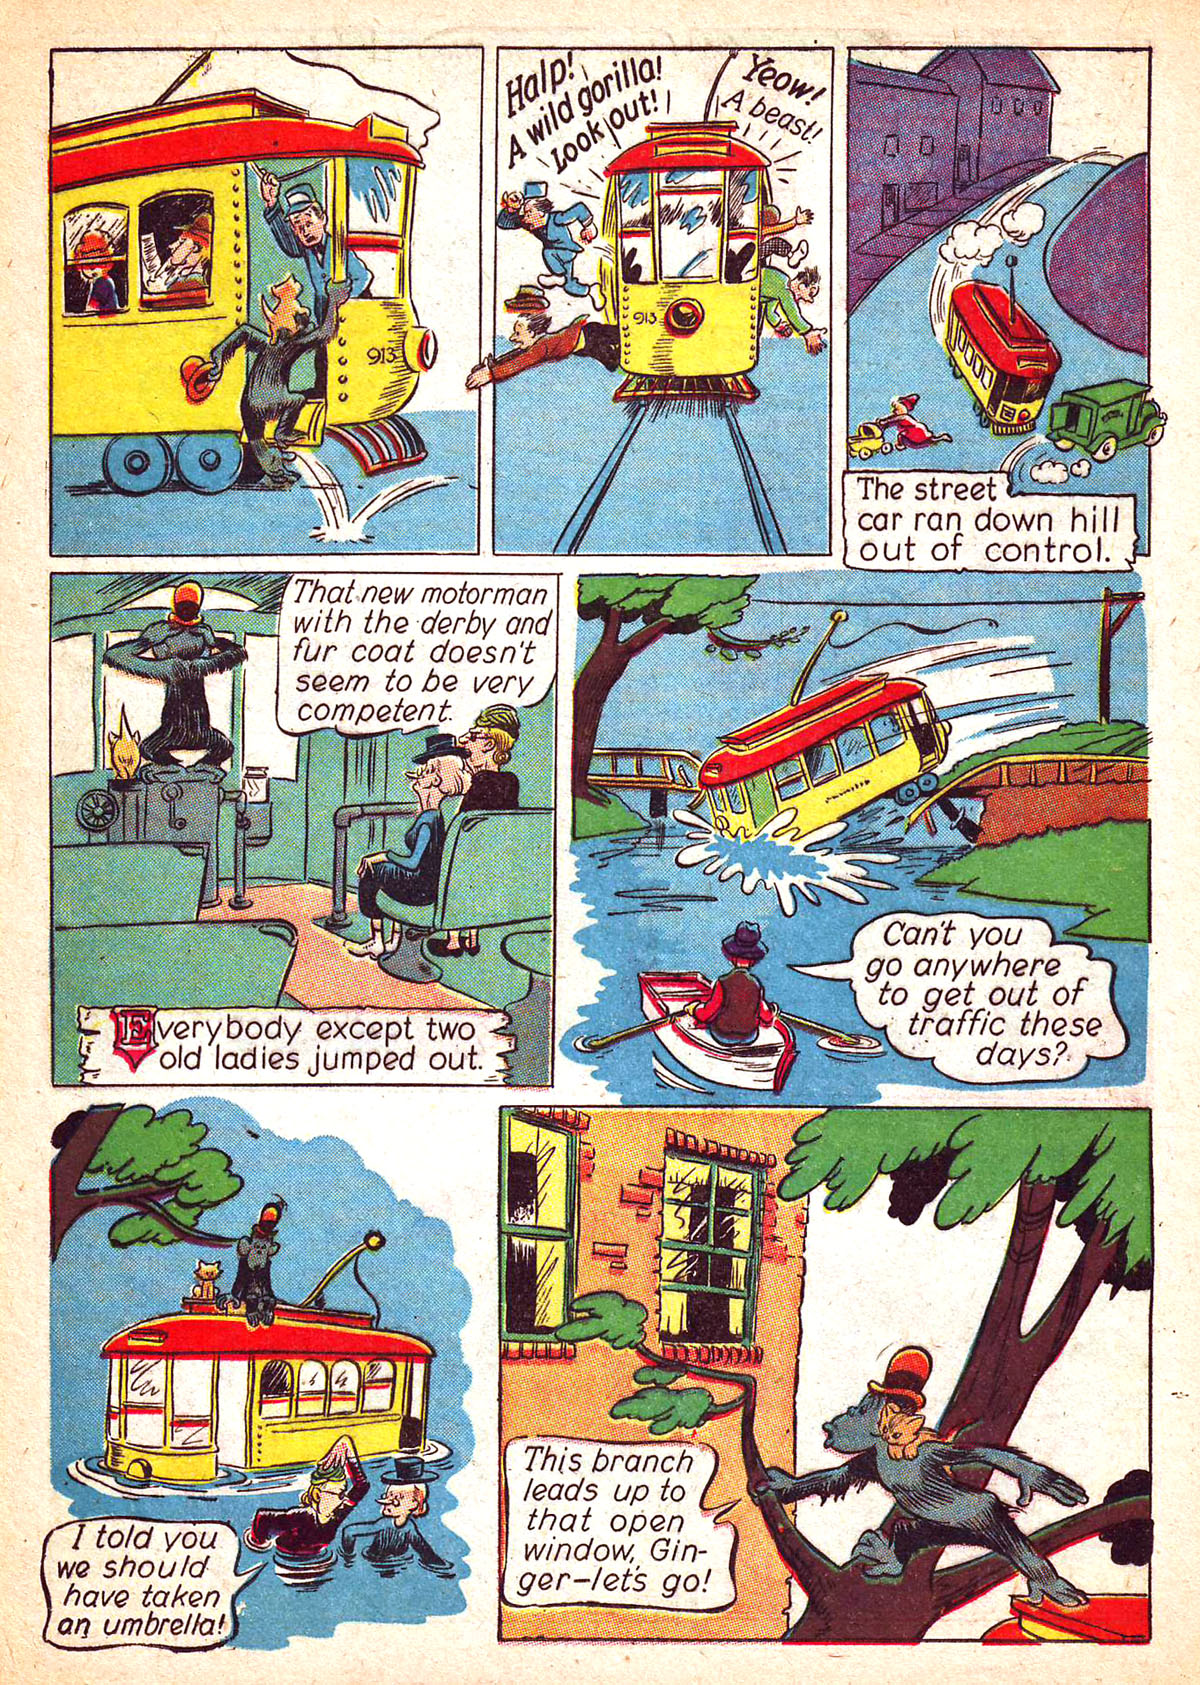 913
Halp!
A wild gorilla!
Look out!
Yeow!
A beast!
913
The street
car ran down hill
out of control.
That new motorman
with the derby and
fur coat doesn't
seem to be very
competent.
Everybody except two
old ladies jumped out.
Can't you
go anywhere
to get out of
traffic these
days?
I told you
we should
have taken
an umbrella!
This branch
leads up to
that open
window, Gin-
ger-let's go!